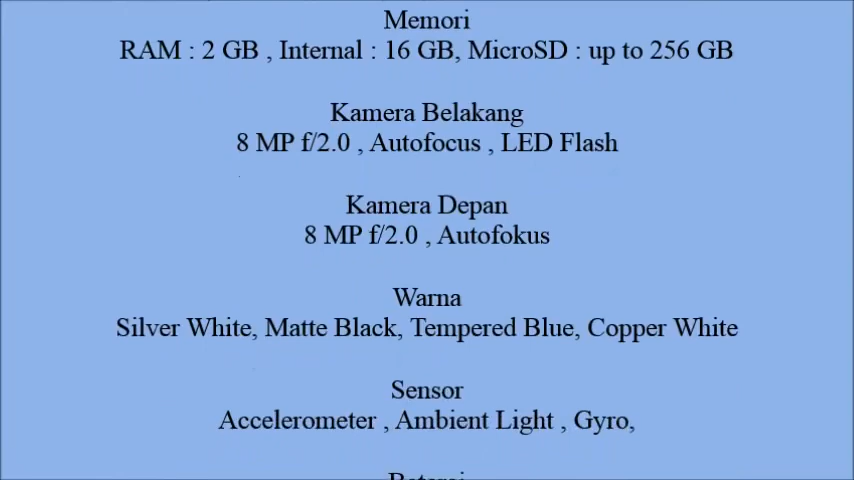 Memori
RAM : 2 GB , Internal : 16 GB, MicroSD : up to 256 GB
Kamera Belakang
8 MP f/2.0 , Autofocus , LED Flash
Kamera Depan
8 MP f/2.0 , Autofokus
Warna
Silver White, Matte Black, Tempered Blue, Copper White
Sensor
Accelerometer , Ambient Light , Gyro,